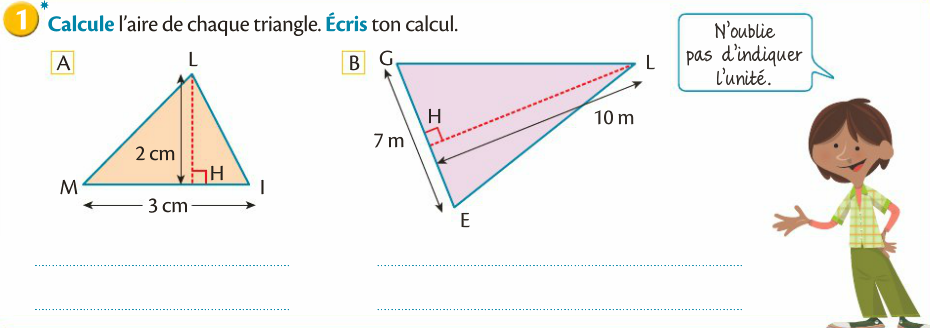 1 * Calcule l'aire de chaque triangle. Écris ton calcul.
A
L
2 cm
H
M
I
3 cm
B
G
L
H
7 m
10 m
E
N'oublie
pas d'indiquer
l'unité.